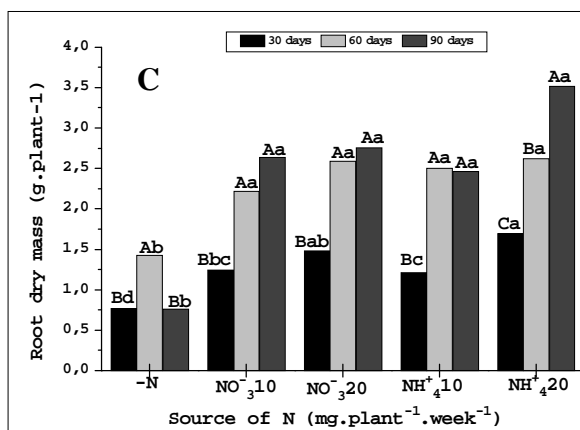 30 days 60 days 90 days
C
Root dry mass (g.plant-1)
4,0
3,5
3,0
2,5
2,0
1,5
1,0
0,5
0,0
Bd Ab Bb
Bbc Aa Aa
Bab Aa Aa
Bc Aa Aa
Ca Ba Aa
-N NO⁻₃10 NO⁻₃20 NH⁺₄10 NH⁺₄20
Source of N (mg.plant⁻¹.week⁻¹)